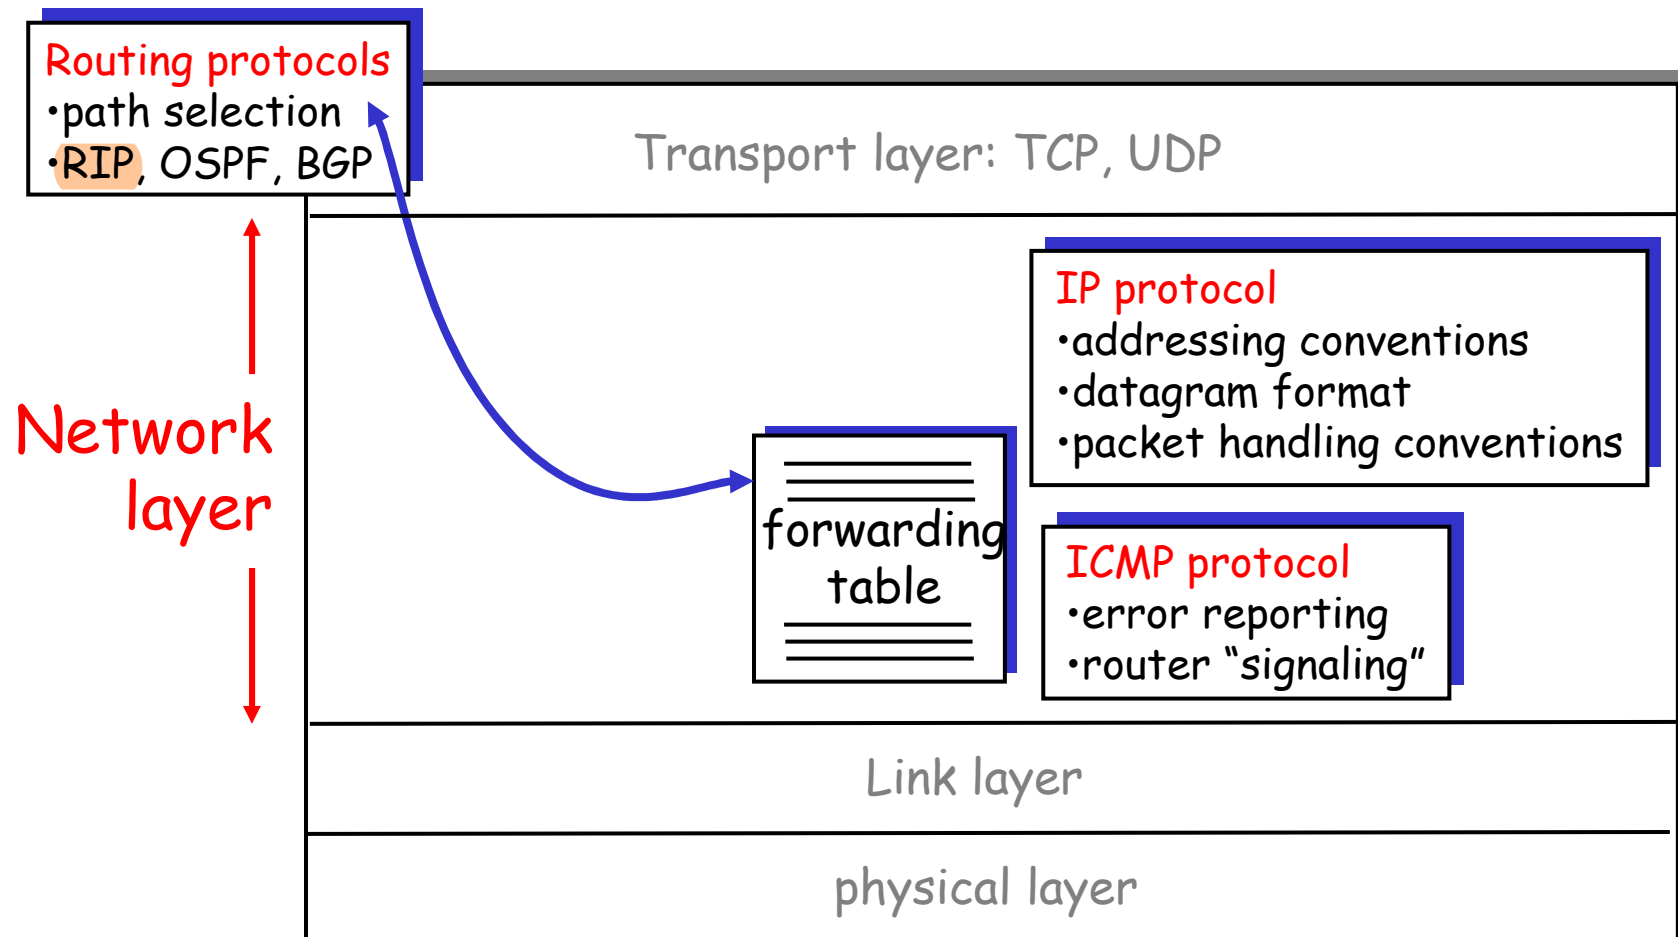 Routing protocols
•path selection
•RIP, OSPF, BGP
Transport layer: TCP, UDP
Network
layer
IP protocol
•addressing conventions
•datagram format
•packet handling conventions
forwarding
table
ICMP protocol
•error reporting
•router “signaling”
Link layer
physical layer